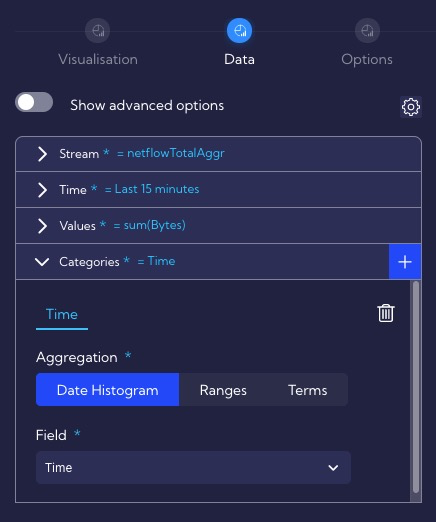 Visualisation Data Options
Show advanced options
Stream * = netflowTotalAggr
Time * = Last 15 minutes
Values * = sum(Bytes)
Categories * = Time
Time
Aggregation *
Date Histogram Ranges Terms
Field *
Time